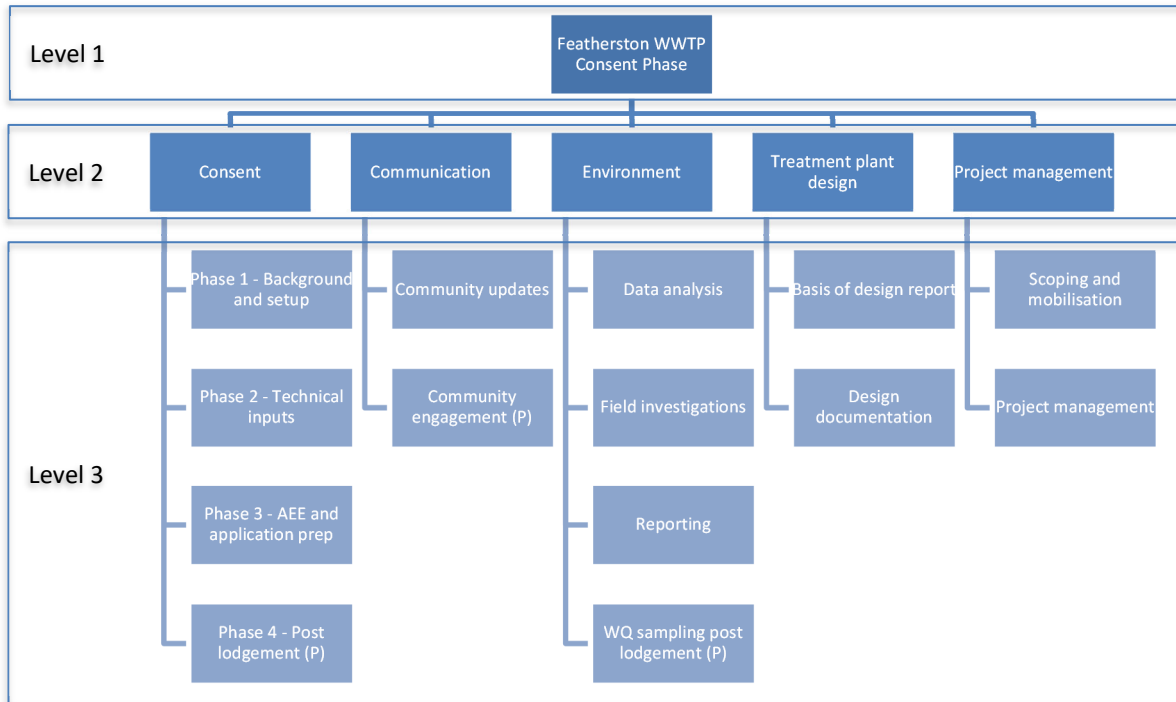 Level 1
Featherston WWTP
Consent Phase
Level 2
Consent
Communication
Environment
Treatment plant
design
Project management
Level 3
Phase 1 - Background
and setup
Community updates
Data analysis
Basis of design report
Scoping and
mobilisation
Phase 2 - Technical
inputs
Community
engagement (P)
Field investigations
Design
documentation
Project management
Phase 3 - AEE and
application prep
Reporting
Phase 4 - Post
lodgement (P)
WQ sampling post
lodgement (P)